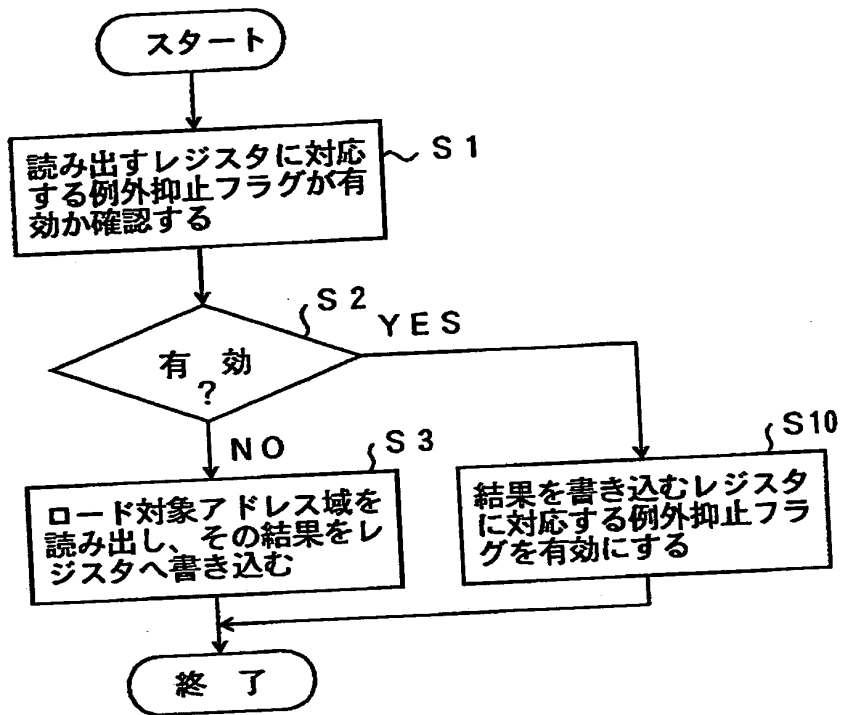 スタート
読み出すレジスタに対応
する例外抑止フラグが有
効か確認する
S1
S2
有 効
?
YES
NO
S3
ロード対象アドレス域を
読み出し、その結果をレ
ジスタへ書き込む
S10
結果を書き込むレジスタ
に対応する例外抑止フラ
グを有効にする
終 了